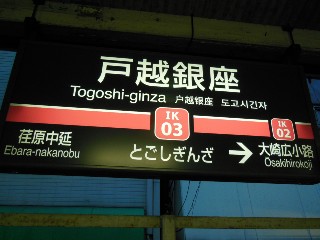 戸越銀座
Togoshi-ginza 戸越银座 도고시긴자
IK
03
IK
02
荏原中延
Ebara-nakanobu
とごしぎんざ
→ 大崎広小路
Osakihirokoji